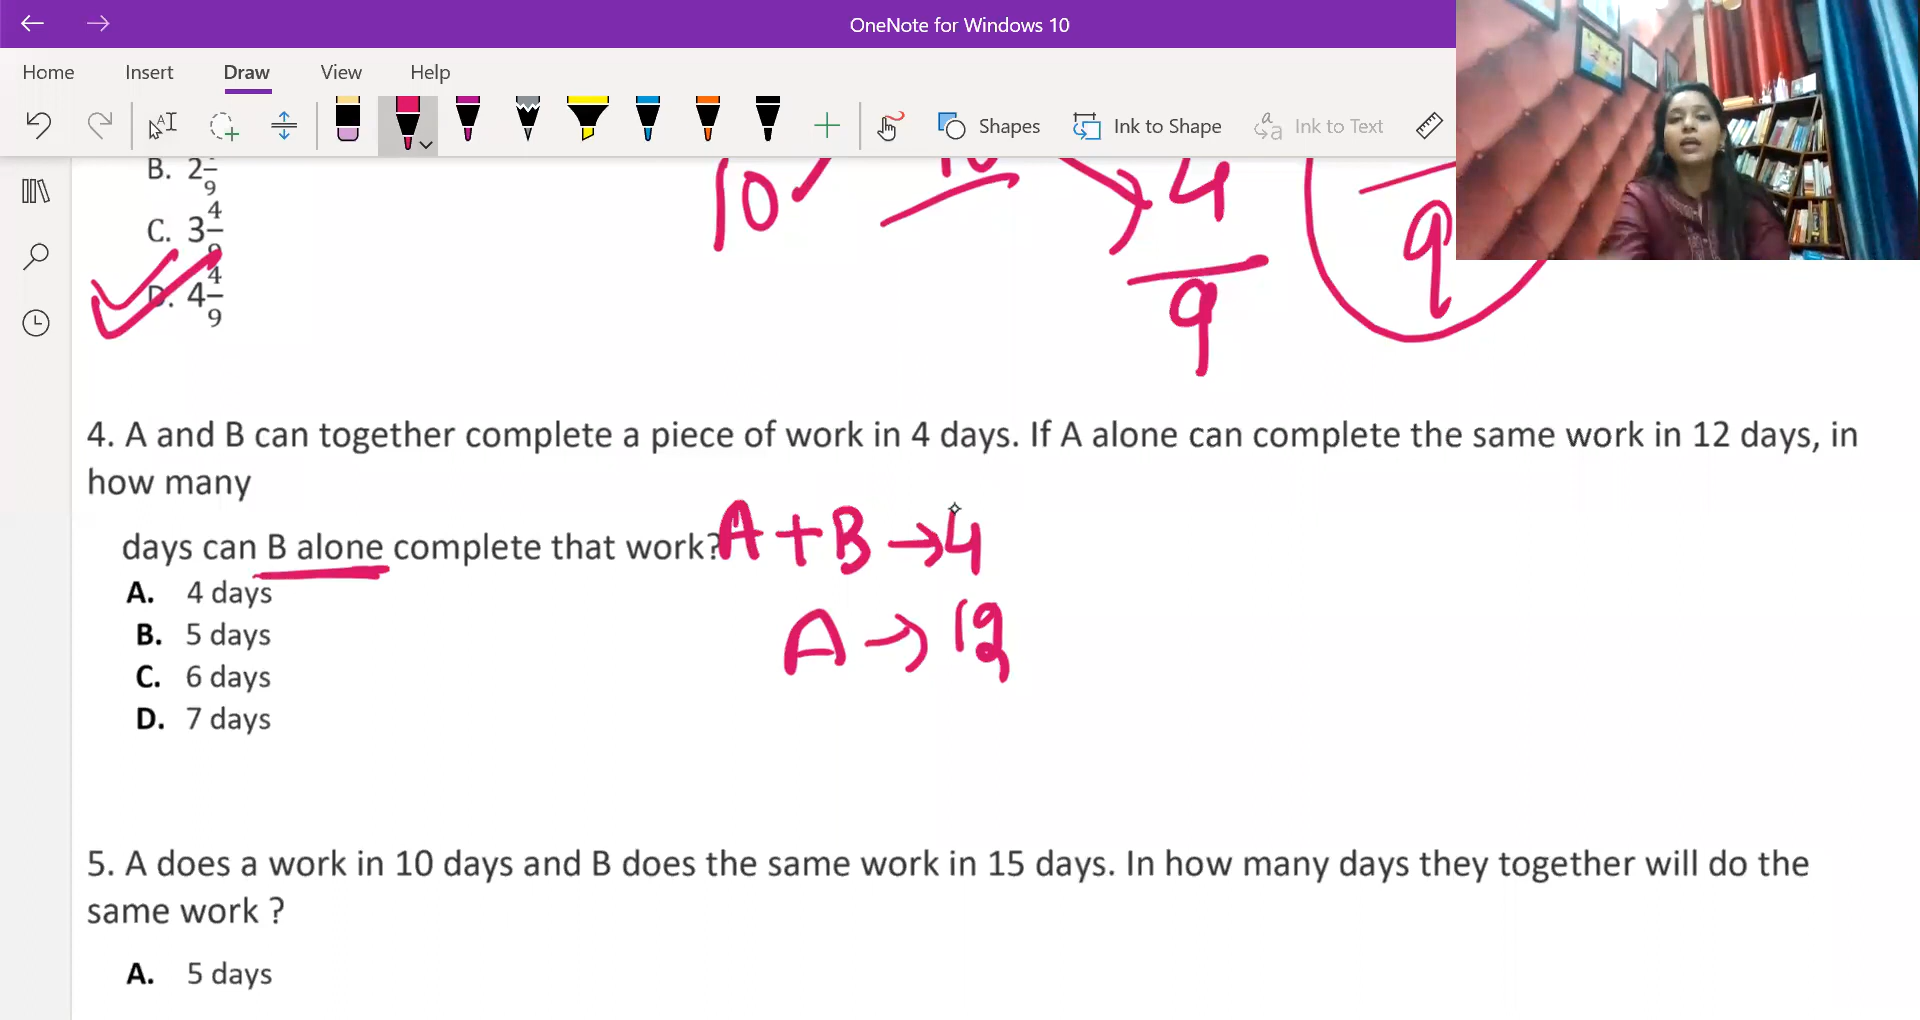 OneNote for Windows 10
Home Insert Draw View Help
Shapes Ink to Shape Ink to Text
B. 2 /9
10 10 4/9 /9
C. 3 4/9
D. 4 4/9
4. A and B can together complete a piece of work in 4 days. If A alone can complete the same work in 12 days, in
how many
days can B alone complete that work?
A+B→4
A→12
A. 4 days
B. 5 days
C. 6 days
D. 7 days
5. A does a work in 10 days and B does the same work in 15 days. In how many days they together will do the
same work ?
A. 5 days